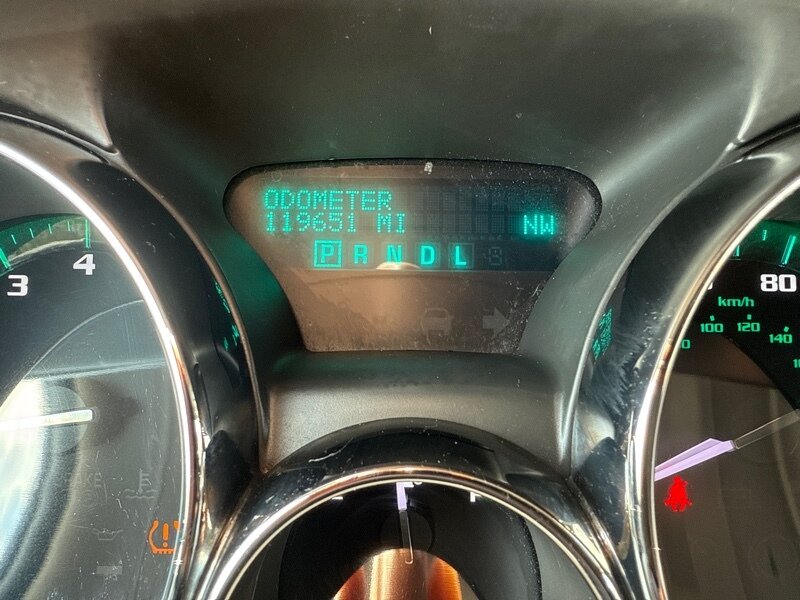 ODOMETER
119651 MI NW
P R N D L
3 4
80
km/h
100 120 140
E